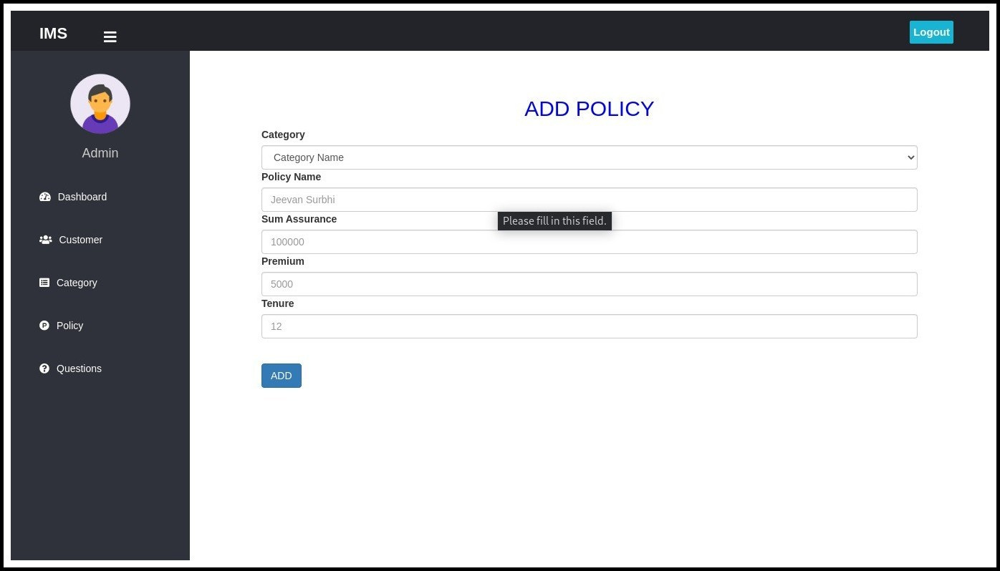 IMS
Logout
Admin
Dashboard
Customer
Category
Policy
Questions
ADD POLICY
Category
Category Name
Policy Name
Jeevan Surbhi
Please fill in this field.
Sum Assurance
100000
Premium
5000
Tenure
12
ADD